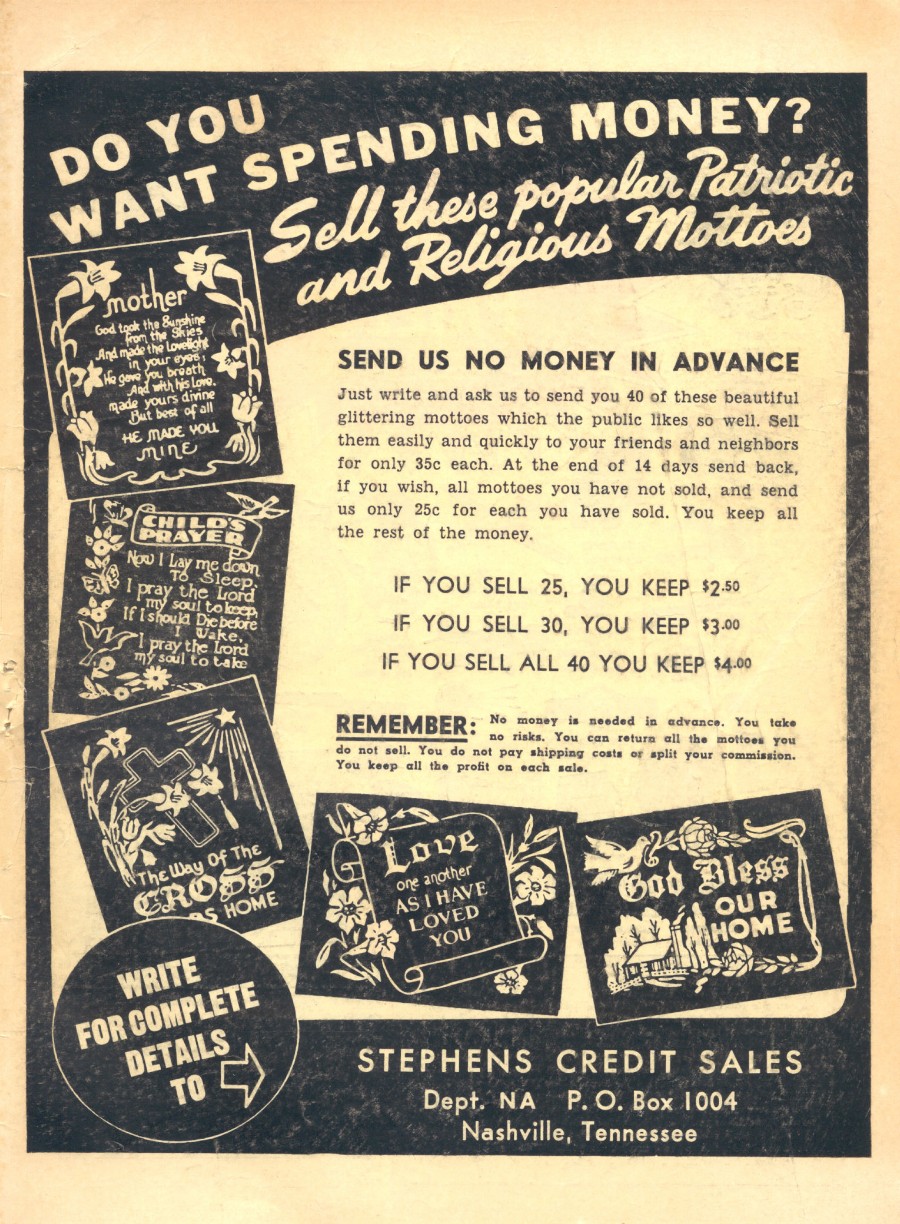 DO YOU
WANT SPENDING MONEY?
Sell these popular Patriotic
and Religious Mottoes
mother
God took the Sunshine
from the Skies
And made the Lovelight
in your eyes;
He gave you breath
And with his Love,
made yours divine
But best of all
HE MADE YOU
MINE
CHILD'S
PRAYER
Now I Lay me down
To Sleep,
I pray the Lord
my soul to keep,
If I should Die before
I Wake,
I pray the Lord
my soul to take
The Way Of The
CROSS
HOME
SEND US NO MONEY IN ADVANCE
Just write and ask us to send you 40 of these beautiful
glittering mottoes which the public likes so well. Sell
them easily and quickly to your friends and neighbors
for only 35c each. At the end of 14 days send back,
if you wish, all mottoes you have not sold, and send
us only 25c for each you have sold. You keep all
the rest of the money.
IF YOU SELL 25, YOU KEEP $2.50
IF YOU SELL 30, YOU KEEP $3.00
IF YOU SELL ALL 40 YOU KEEP $4.00
REMEMBER: No money is needed in advance. You take
no risks. You can return all the mottoes you
do not sell. You do not pay shipping costs or split your commission.
You keep all the profit on each sale.
Love
one another
AS I HAVE
LOVED
YOU
God Bless
OUR
HOME
WRITE
FOR COMPLETE
DETAILS
TO
STEPHENS CREDIT SALES
Dept. NA P. O. Box 1004
Nashville, Tennessee